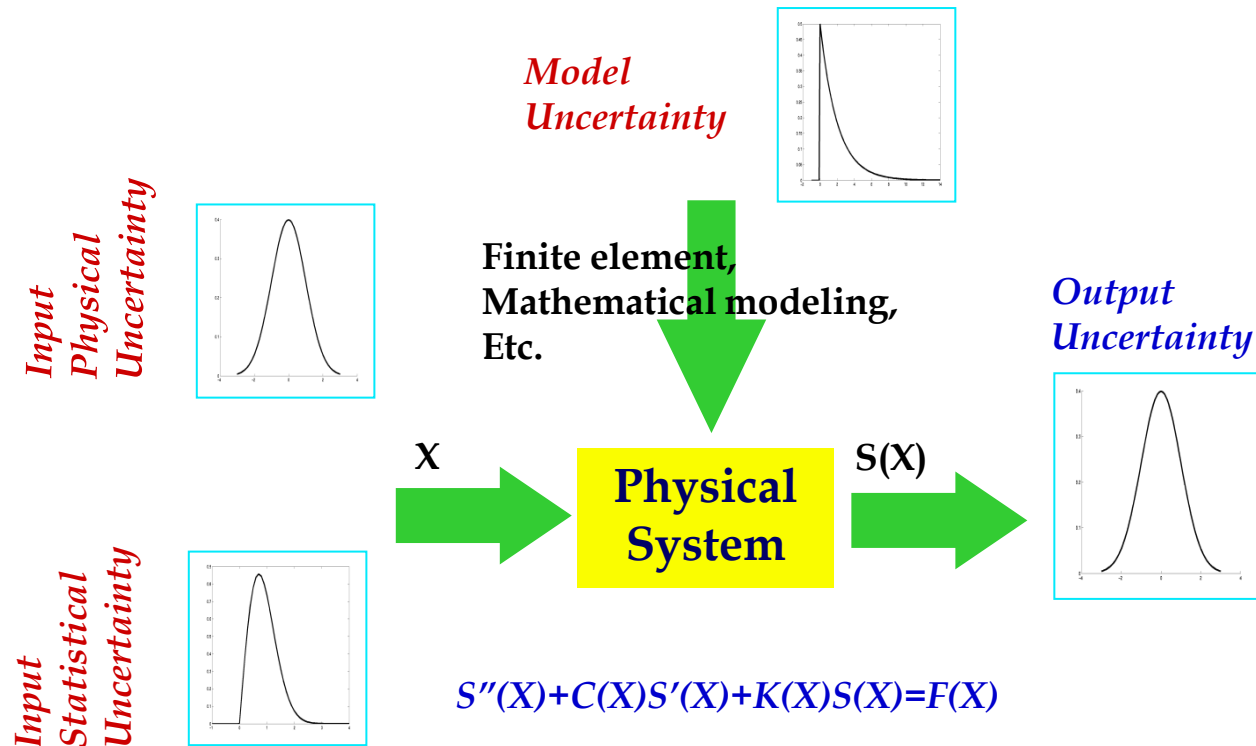 Model
Uncertainty
Input
Physical
Uncertainty
Finite element,
Mathematical modeling,
Etc.
Output
Uncertainty
X
Physical
System
S(X)
Input
Statistical
Uncertainty
S″(X)+C(X)S′(X)+K(X)S(X)=F(X)